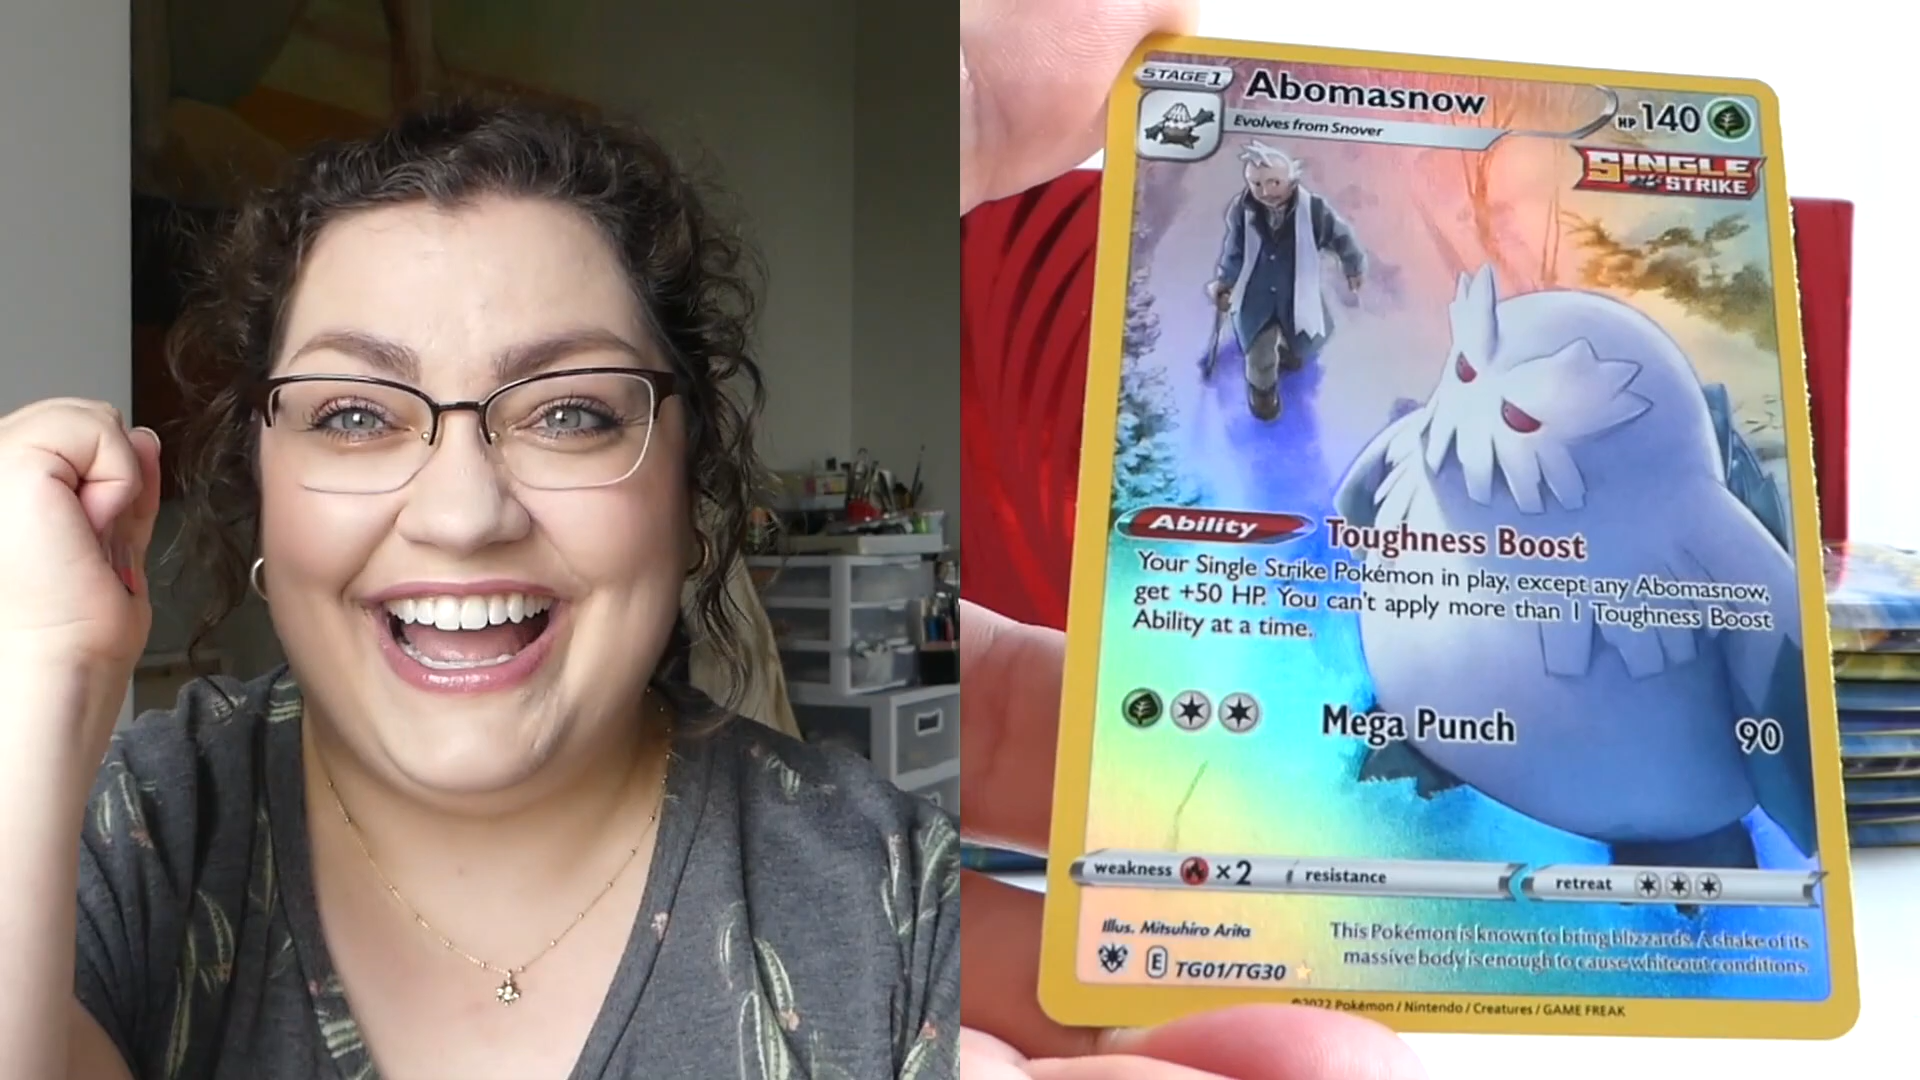 STAGE 1
Abomasnow
HP 140
Evolves from Snover
SINGLE
STRIKE
Ability Toughness Boost
Your Single Strike Pokémon in play, except any Abomasnow,
get +50 HP. You can't apply more than 1 Toughness Boost
Ability at a time.
Mega Punch 90
weakness ×2 resistance retreat
Illus. Mitsuhiro Arita
This Pokémon is known to bring blizzards. A shake of its
massive body is enough to cause whiteout conditions.
E TG01/TG30
©2022 Pokémon / Nintendo / Creatures / GAME FREAK